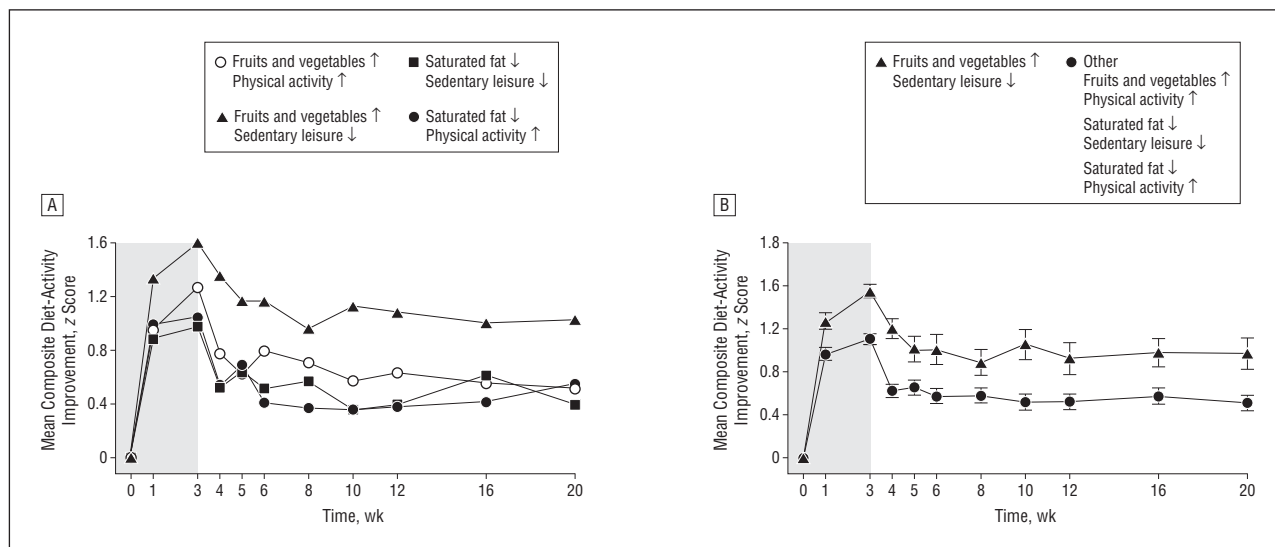 Fruits and vegetables ↑
Physical activity ↑
Saturated fat ↓
Sedentary leisure ↓
Fruits and vegetables ↑
Sedentary leisure ↓
Saturated fat ↓
Physical activity ↑
A
Mean Composite Diet-Activity
Improvement, z Score
1.6
1.2
0.8
0.4
0
0 1 3 4 5 6 8 10 12 16 20
Time, wk
Fruits and vegetables ↑
Sedentary leisure ↓
Other
Fruits and vegetables ↑
Physical activity ↑
Saturated fat ↓
Sedentary leisure ↓
Saturated fat ↓
Physical activity ↑
B
Mean Composite Diet-Activity
Improvement, z Score
1.8
1.6
1.2
0.8
0.4
0
0 1 3 4 5 6 8 10 12 16 20
Time, wk